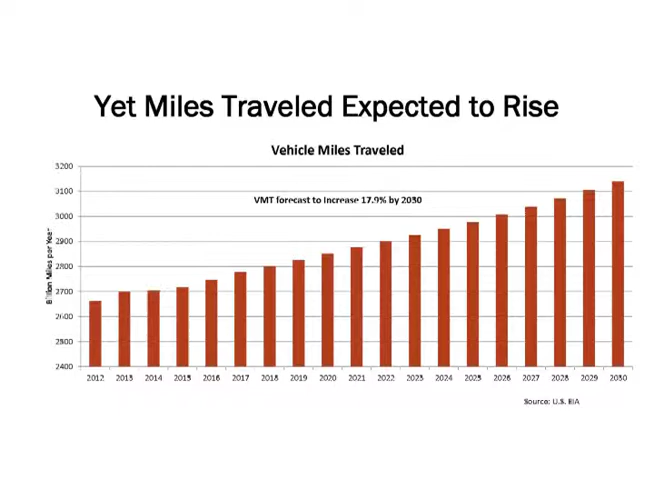 Yet Miles Traveled Expected to Rise
Vehicle Miles Traveled
VMT forecast to increase 17.9% by 2030
Billion Miles per Year
3200
3100
3000
2900
2800
2700
2600
2500
2400
2012 2013 2014 2015 2016 2017 2018 2019 2020 2021 2022 2023 2024 2025 2026 2027 2028 2029 2030
Source: U.S. EIA